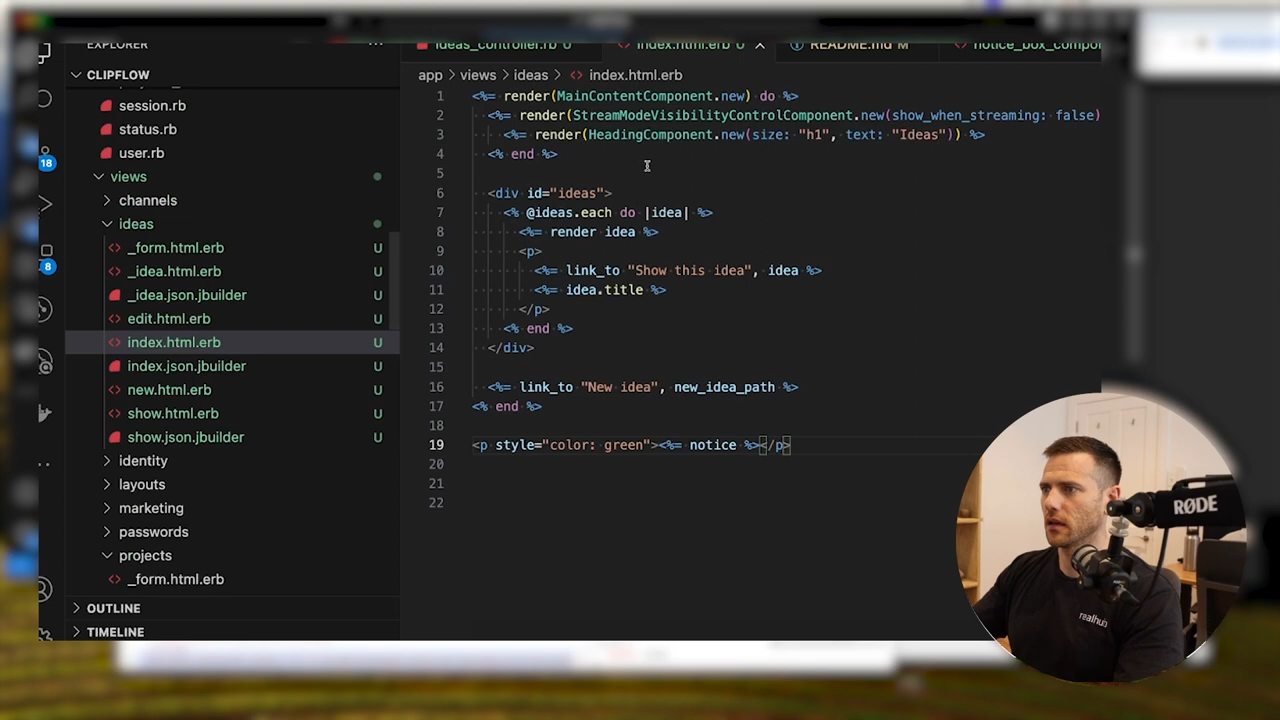 EXPLORER
CLIPFLOW
session.rb
status.rb
user.rb
views
channels
ideas
_form.html.erb U
_idea.html.erb U
_idea.json.jbuilder U
edit.html.erb U
index.html.erb U
index.json.jbuilder U
new.html.erb U
show.html.erb U
show.json.jbuilder U
identity
layouts
marketing
passwords
projects
_form.html.erb
OUTLINE
TIMELINE
18
8
ideas_controller.rb U
index.html.erb U
README.md M
notice_box_compo
app > views > ideas > index.html.erb
1 <%= render(MainContentComponent.new) do %>
2 <%= render(StreamModeVisibilityControlComponent.new(show_when_streaming: false)
3 <%= render(HeadingComponent.new(size: "h1", text: "Ideas")) %>
4 <% end %>
5
6 <div id="ideas">
7 <% @ideas.each do |idea| %>
8 <%= render idea %>
9 <p>
10 <%= link_to "Show this idea", idea %>
11 <%= idea.title %>
12 </p>
13 <% end %>
14 </div>
15
16 <%= link_to "New idea", new_idea_path %>
17 <% end %>
18
19 <p style="color: green"><%= notice %></p>
20
21
22
RØDE
realhub